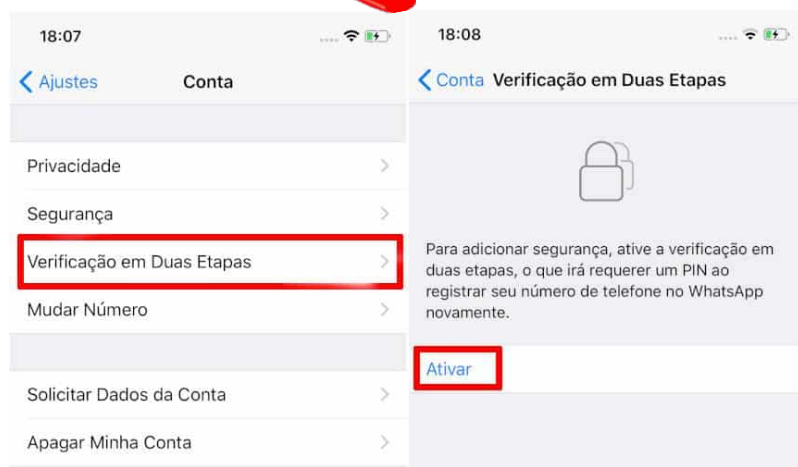 18:07
Ajustes
Conta
Privacidade
Segurança
Verificação em Duas Etapas
Mudar Número
Solicitar Dados da Conta
Apagar Minha Conta
18:08
Conta
Verificação em Duas Etapas
Para adicionar segurança, ative a verificação em
duas etapas, o que irá requerer um PIN ao
registrar seu número de telefone no WhatsApp
novamente.
Ativar